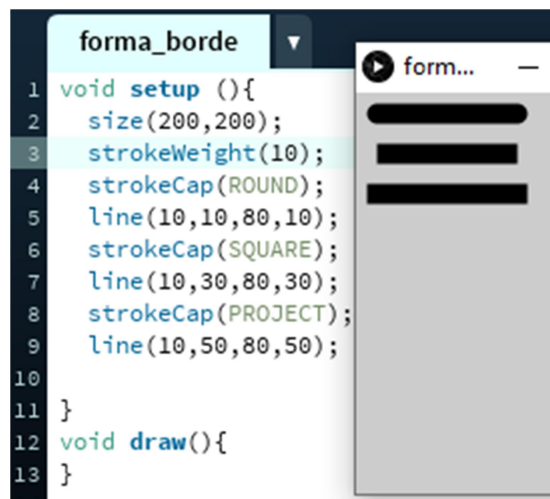 forma_borde
form...
1 void setup (){
2   size(200,200);
3   strokeWeight(10);
4   strokeCap(ROUND);
5   line(10,10,80,10);
6   strokeCap(SQUARE);
7   line(10,30,80,30);
8   strokeCap(PROJECT);
9   line(10,50,80,50);
10
11 }
12 void draw(){
13 }